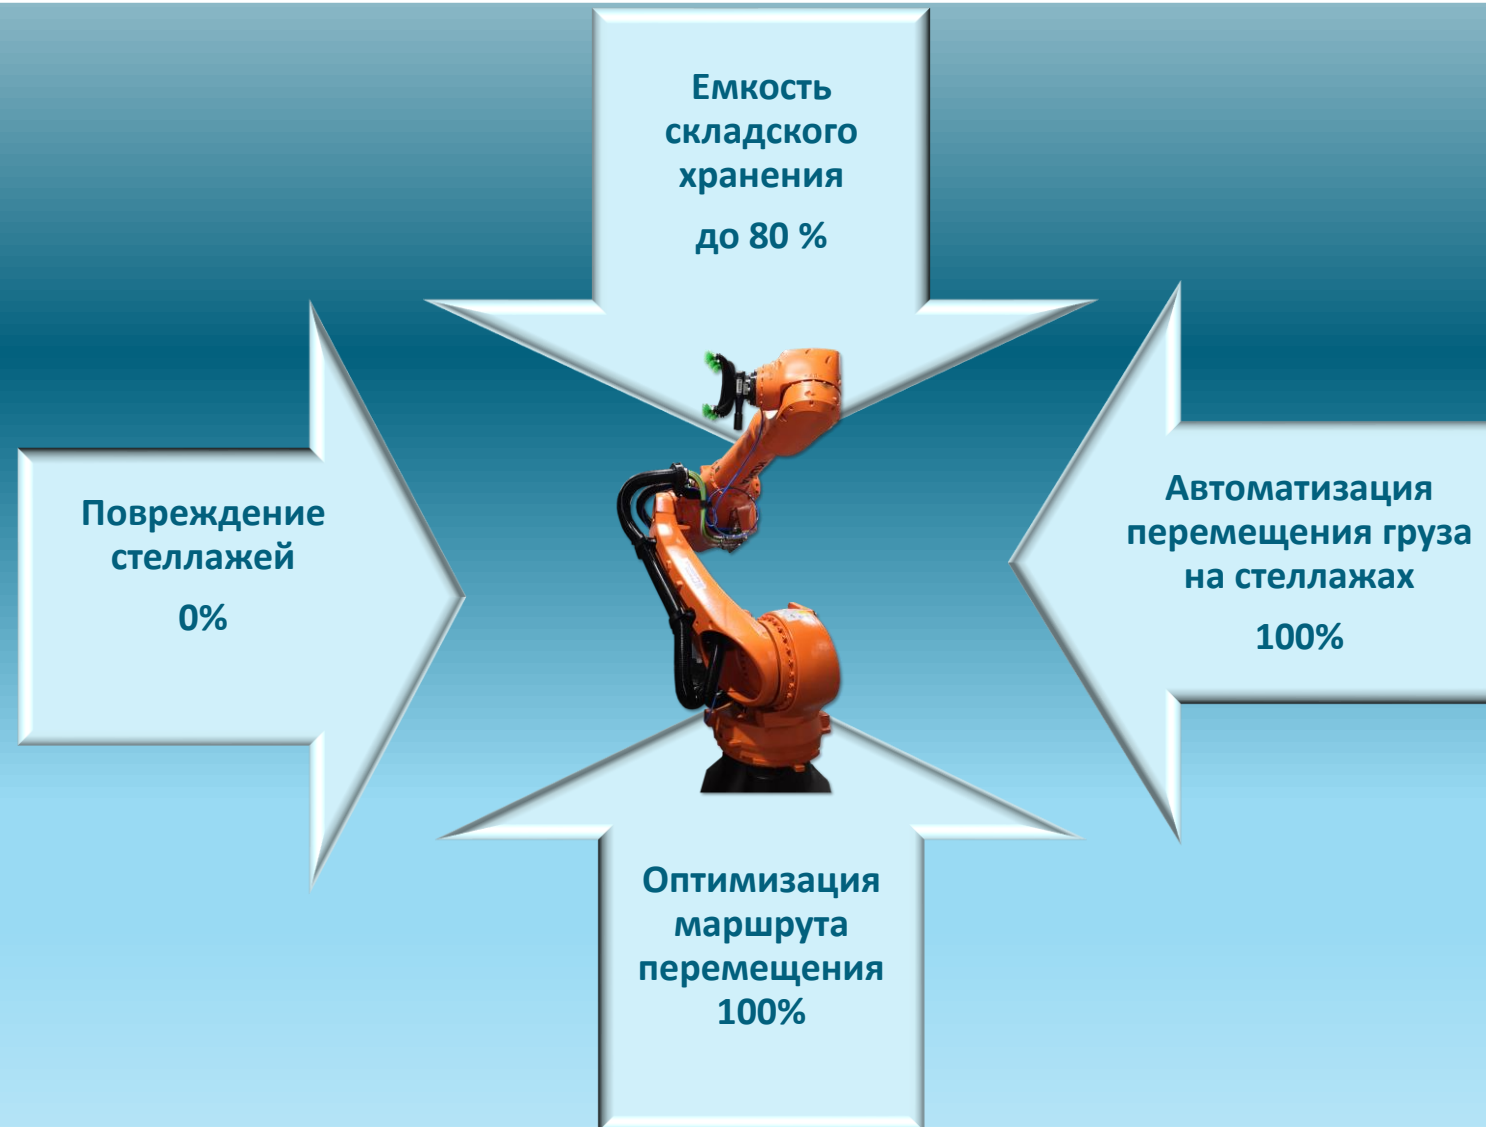 Емкость
складского
хранения
до 80 %
Повреждение
стеллажей
0%
Автоматизация
перемещения груза
на стеллажах
100%
Оптимизация
маршрута
перемещения
100%